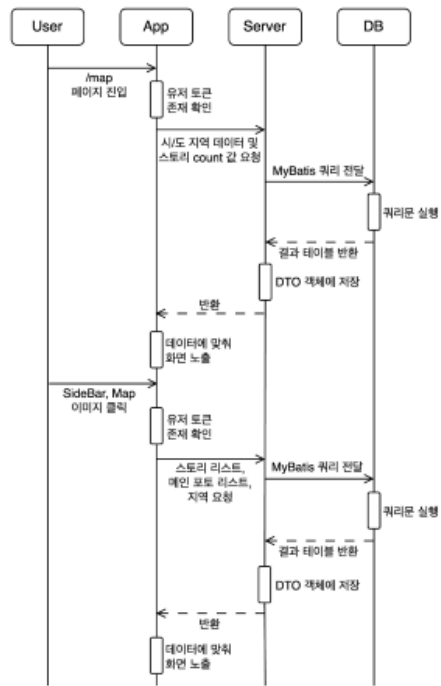 User
App
Server
DB
/map
페이지 진입
유저 토큰
존재 확인
시/도 지역 데이터 및
스토리 count 값 요청
MyBatis 쿼리 전달
쿼리문 실행
결과 테이블 반환
DTO 객체에 저장
반환
데이터에 맞춰
화면 노출
SideBar, Map
이미지 클릭
유저 토큰
존재 확인
스토리 리스트,
메인 포토 리스트,
지역 요청
MyBatis 쿼리 전달
쿼리문 실행
결과 테이블 반환
DTO 객체에 저장
반환
데이터에 맞춰
화면 노출